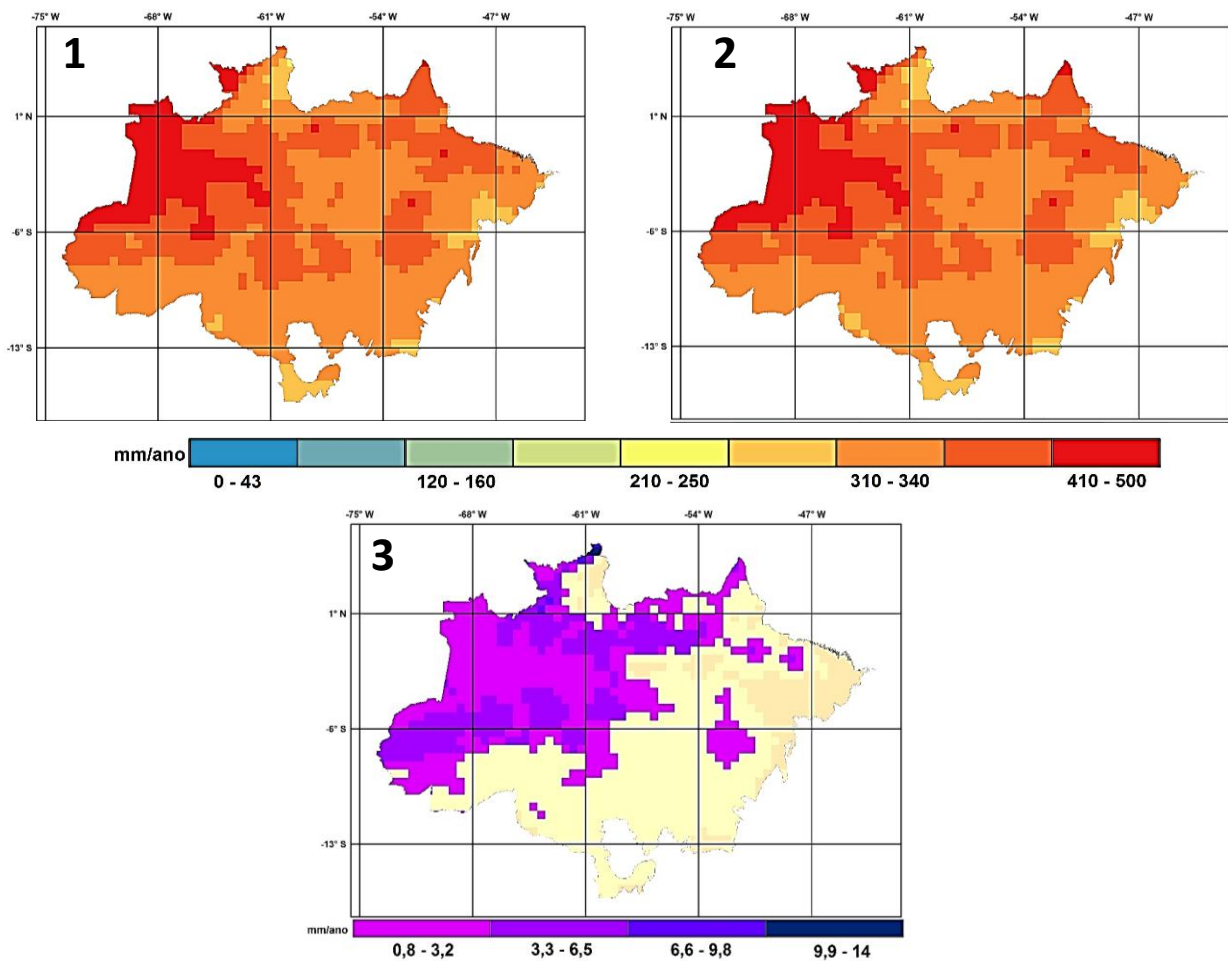 -75° W -68° W -61° W -54° W -47° W
-75° W -68° W -61° W -54° W -47° W
1
2
1° N
1° N
-6° S
-6° S
-13° S
-13° S
mm/ano
0 - 43 120 - 160 210 - 250 310 - 340 410 - 500
-75° W -68° W -61° W -54° W -47° W
3
1° N
-6° S
-13° S
mm/ano
0,8 - 3,2 3,3 - 6,5 6,6 - 9,8 9,9 - 14